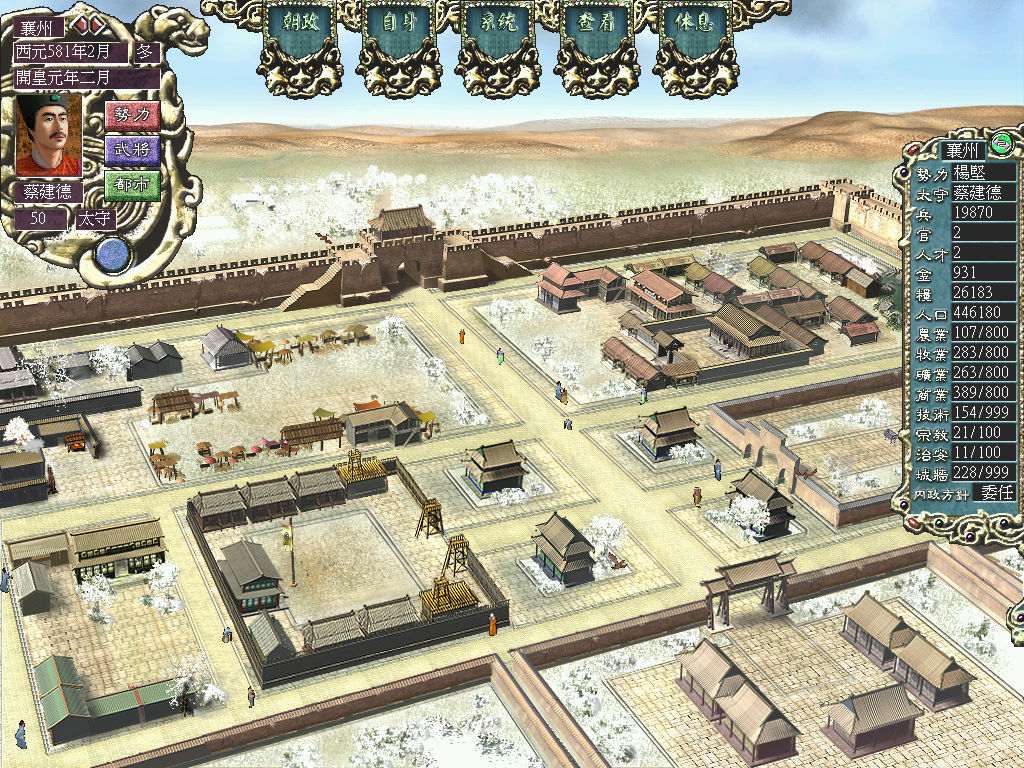 襄州
西元581年2月 冬
開皇元年二月
勢力
武將
都市
蔡建德
50 太守
朝政 自身 系統 查看 休息
襄州
勢力 楊堅
太守 蔡建德
兵 19870
官 2
人才 2
金 931
糧 26183
人口 446180
農業 107/800
牧業 283/800
礦業 263/800
商業 389/800
技術 154/999
宗教 21/100
治安 11/100
城牆 228/999
內政方針 委任